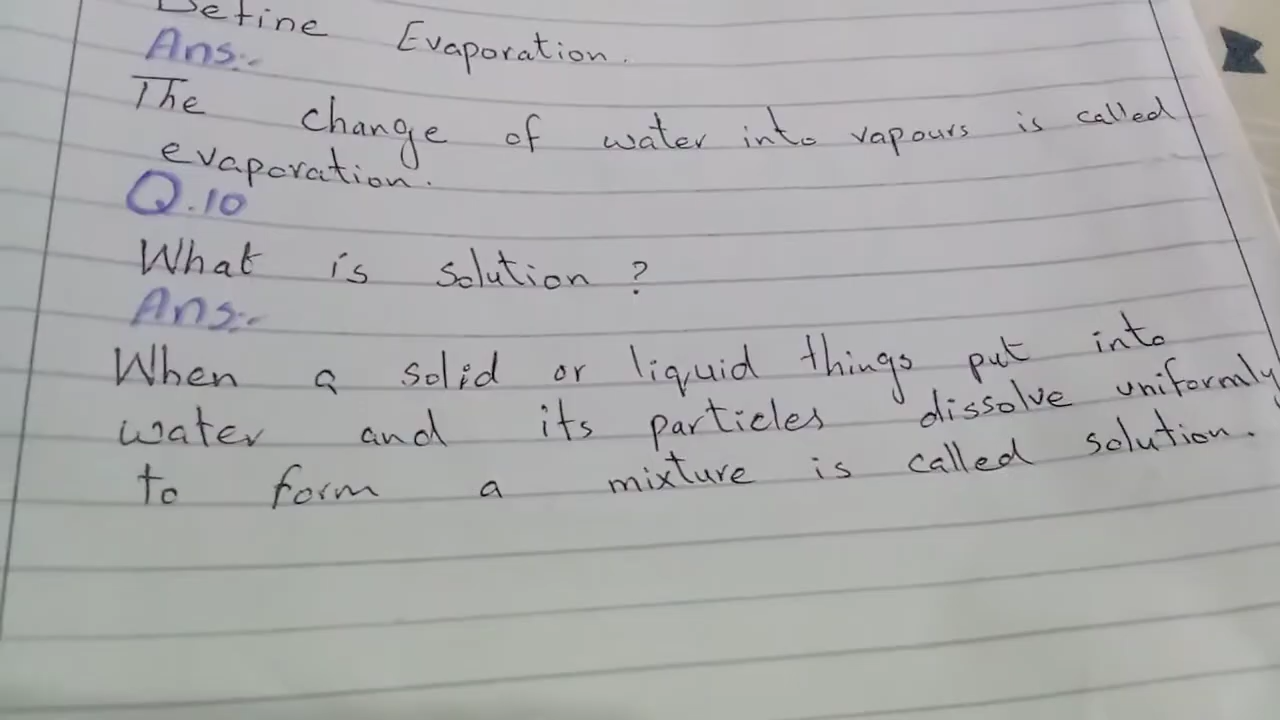 Define Evaporation.
Ans:-
The change of water into vapours is called
evaporation.
Q.10
What is solution ?
Ans:-
When a solid or liquid things put into
water and its particles dissolve uniformly
to form a mixture is called solution.